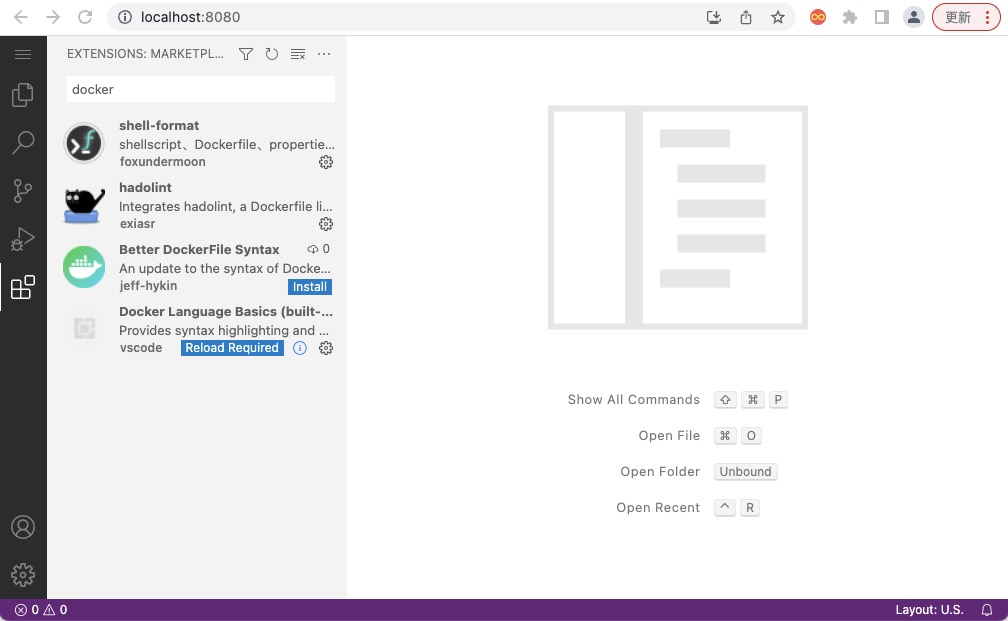 localhost:8080
更新
EXTENSIONS: MARKETPL...
docker
shell-format
shellscript、Dockerfile、propertie...
foxundermoon
hadolint
Integrates hadolint, a Dockerfile li...
exiasr
Better DockerFile Syntax 0
An update to the syntax of Docke...
jeff-hykin Install
Docker Language Basics (built-...
Provides syntax highlighting and ...
vscode Reload Required
Show All Commands ⇧ ⌘ P
Open File ⌘ O
Open Folder Unbound
Open Recent ^ R
0 0
Layout: U.S.